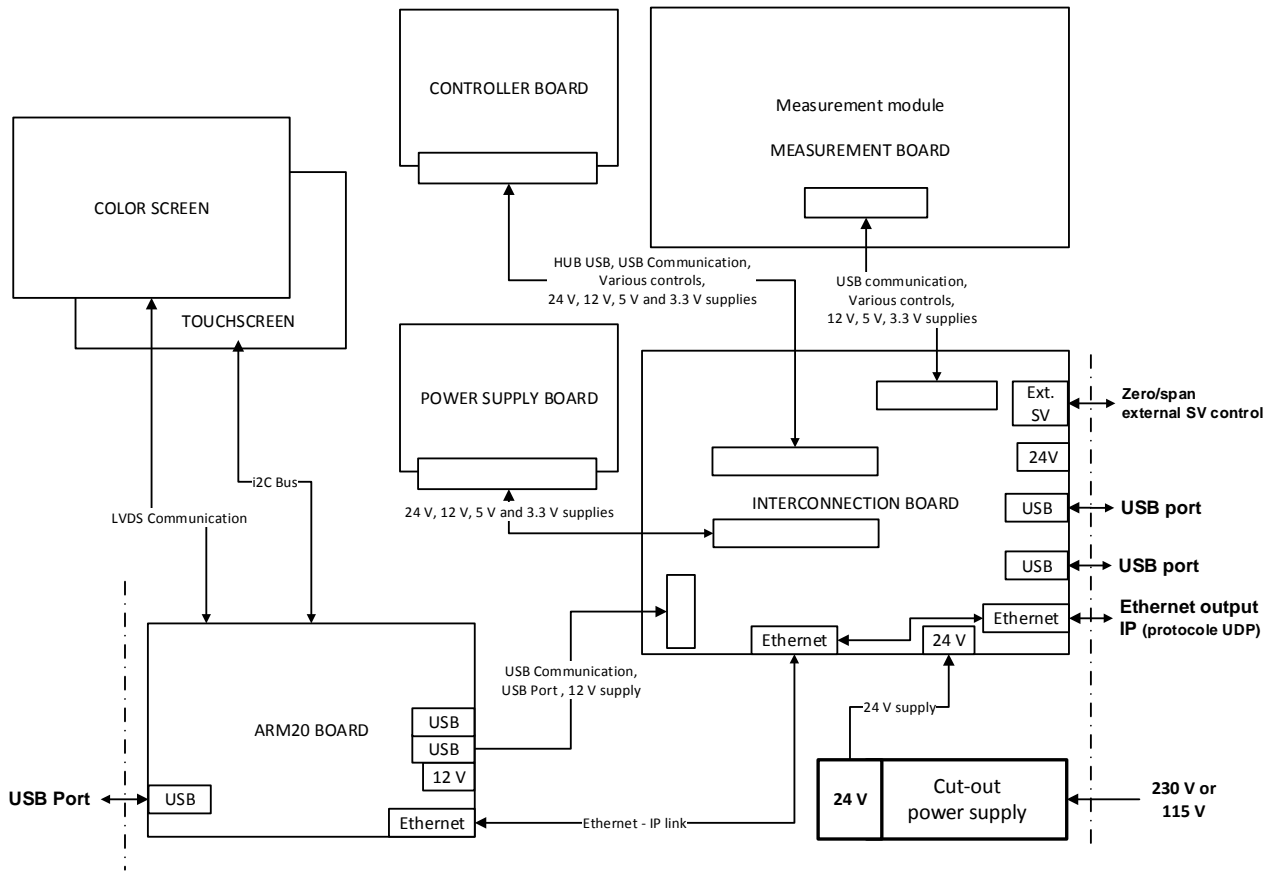 CONTROLLER BOARD
Measurement module
MEASUREMENT BOARD
COLOR SCREEN
TOUCHSCREEN
HUB USB, USB Communication,
Various controls,
24 V, 12 V, 5 V and 3.3 V supplies
USB communication,
Various controls,
12 V, 5 V, 3.3 V supplies
POWER SUPPLY BOARD
24 V, 12 V, 5 V and 3.3 V supplies
i2C Bus
LVDS Communication
INTERCONNECTION BOARD
Ext.
SV
Zero/span
external SV control
24V
USB
USB port
USB
USB port
Ethernet
Ethernet output
IP (protocole UDP)
Ethernet
24 V
USB Communication,
USB Port , 12 V supply
24 V supply
ARM20 BOARD
USB
USB
12 V
Ethernet
USB
USB Port
Ethernet - IP link
24 V
Cut-out
power supply
230 V or
115 V